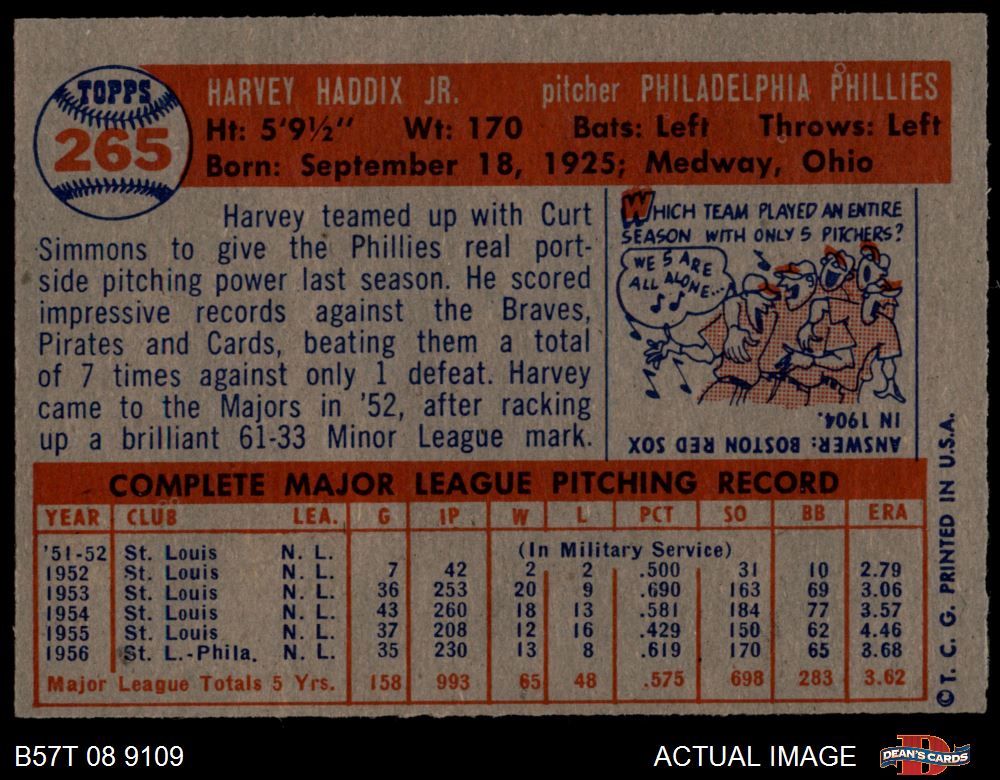 TOPPS
265
HARVEY HADDIX JR. pitcher PHILADELPHIA PHILLIES
Ht: 5'9½" Wt: 170 Bats: Left Throws: Left
Born: September 18, 1925; Medway, Ohio
Harvey teamed up with Curt
Simmons to give the Phillies real port-
side pitching power last season. He scored
impressive records against the Braves,
Pirates and Cards, beating them a total
of 7 times against only 1 defeat. Harvey
came to the Majors in '52, after racking
up a brilliant 61-33 Minor League mark.
WHICH TEAM PLAYED AN ENTIRE
SEASON WITH ONLY 5 PITCHERS?
WE 5 ARE
ALL ALONE...
ANSWER: BOSTON RED SOX
IN 1904.
COMPLETE MAJOR LEAGUE PITCHING RECORD
YEAR CLUB LEA. G IP W L PCT SO BB ERA
'51-52 St. Louis N. L. (In Military Service)
1952 St. Louis N. L. 7 42 2 2 .500 31 10 2.79
1953 St. Louis N. L. 36 253 20 9 .690 163 69 3.06
1954 St. Louis N. L. 43 260 18 13 .581 184 77 3.57
1955 St. Louis N. L. 37 208 12 16 .429 150 62 4.46
1956 St. L.-Phila. N. L. 35 230 13 8 .619 170 65 3.68
Major League Totals 5 Yrs. 158 993 65 48 .575 698 283 3.62
© T. C. G. PRINTED IN U.S.A.
B57T 08 9109 ACTUAL IMAGE DEAN'S CARDS